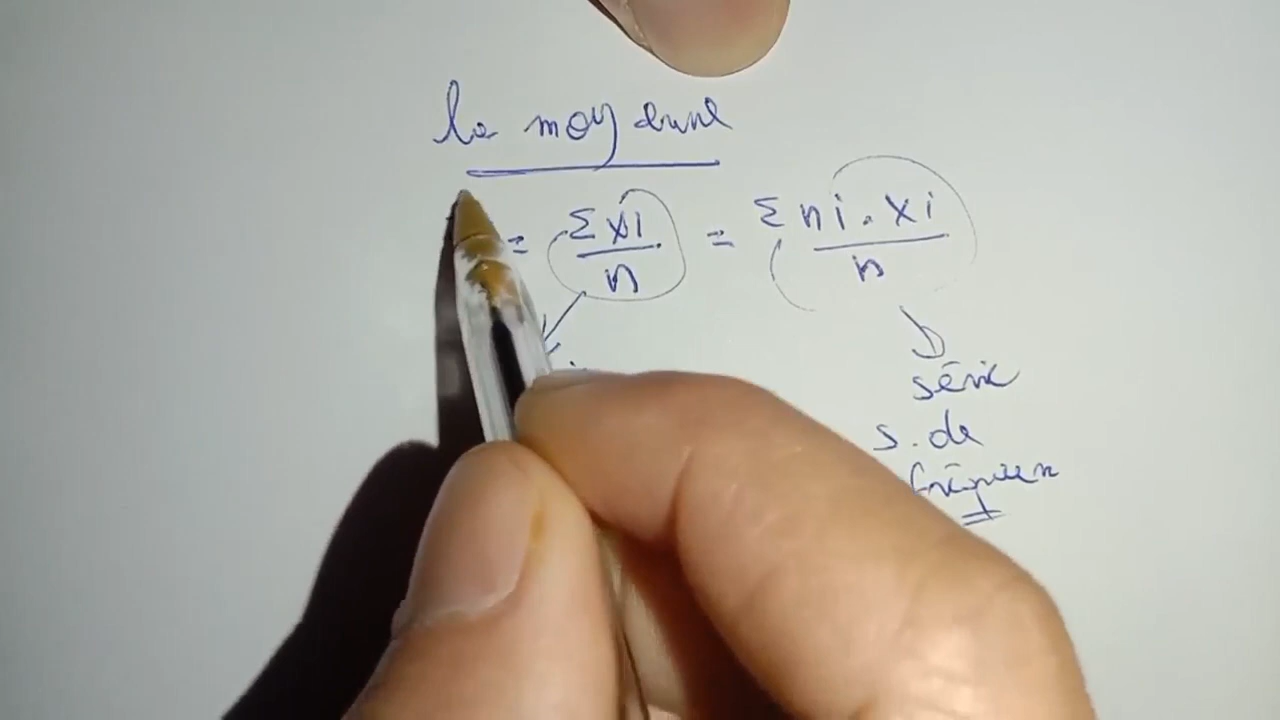 la moyenne
= Σxi/n = Σni.xi/n
série
s. de
fréquen